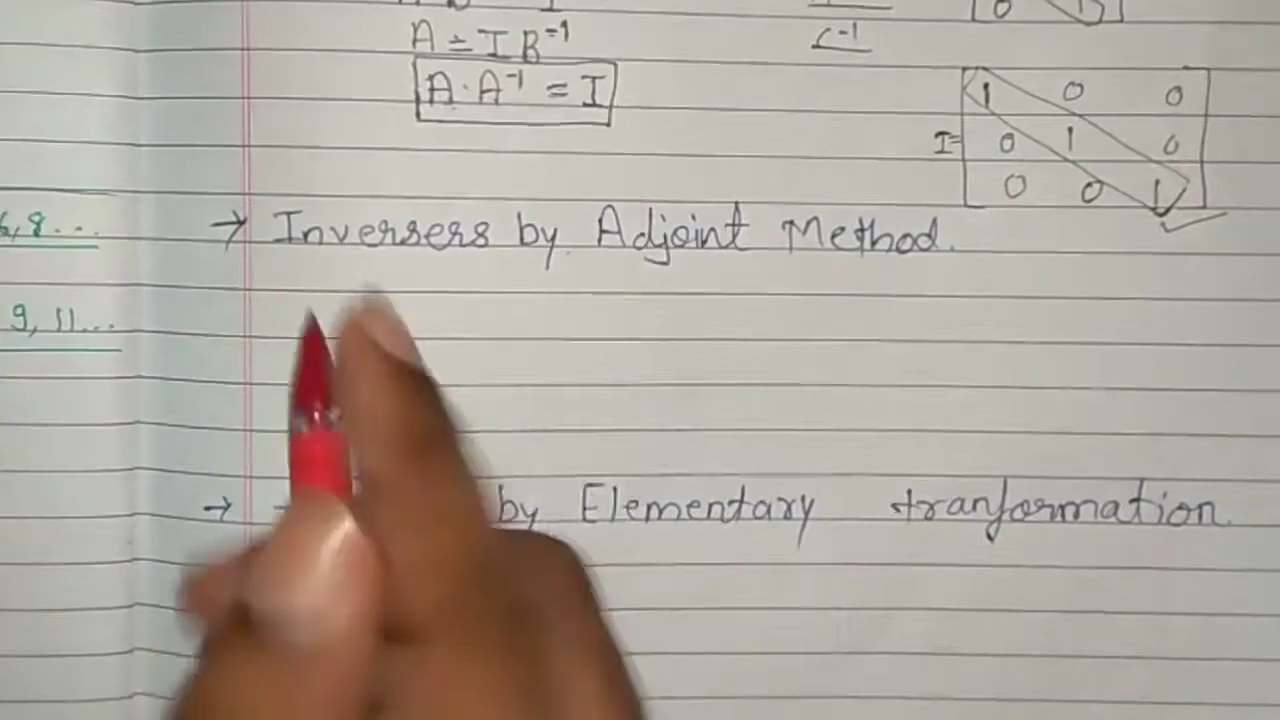 A = I B⁻¹
A · A⁻¹ = I
1 0 0
I = 0 1 0
0 0 1
6, 8 ...
→ Inversers by Adjoint Method.
9, 11 ...
→ by Elementary tranformation